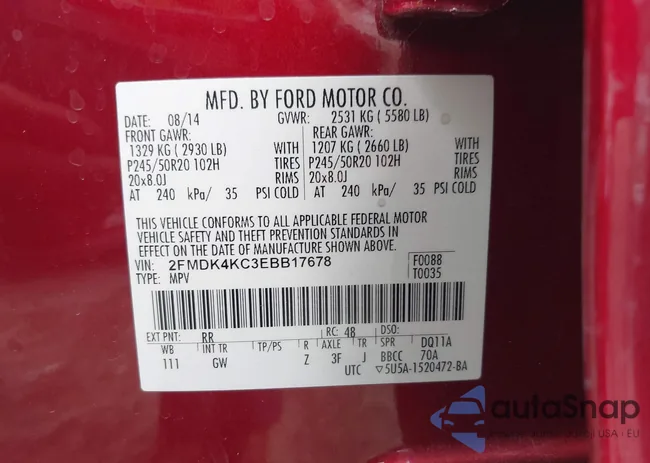 MFD. BY FORD MOTOR CO.
DATE: 08/14 GVWR: 2531 KG ( 5580 LB)
FRONT GAWR: REAR GAWR:
1329 KG ( 2930 LB) WITH 1207 KG ( 2660 LB) WITH
P245/50R20 102H TIRES P245/50R20 102H TIRES
20x8.0J RIMS 20x8.0J RIMS
AT 240 kPa/ 35 PSI COLD AT 240 kPa/ 35 PSI COLD
THIS VEHICLE CONFORMS TO ALL APPLICABLE FEDERAL MOTOR
VEHICLE SAFETY AND THEFT PREVENTION STANDARDS IN
EFFECT ON THE DATE OF MANUFACTURE SHOWN ABOVE.
VIN: 2FMDK4KC3EBB17678 F0088
TYPE: MPV T0035
EXT PNT: RR RC: 48 DSO:
WB INT TR TP/PS R AXLE TR SPR DQ11A
111 GW Z 3F J BBCC 70A
UTC ▽5U5A-1520472-BA
autoSnap